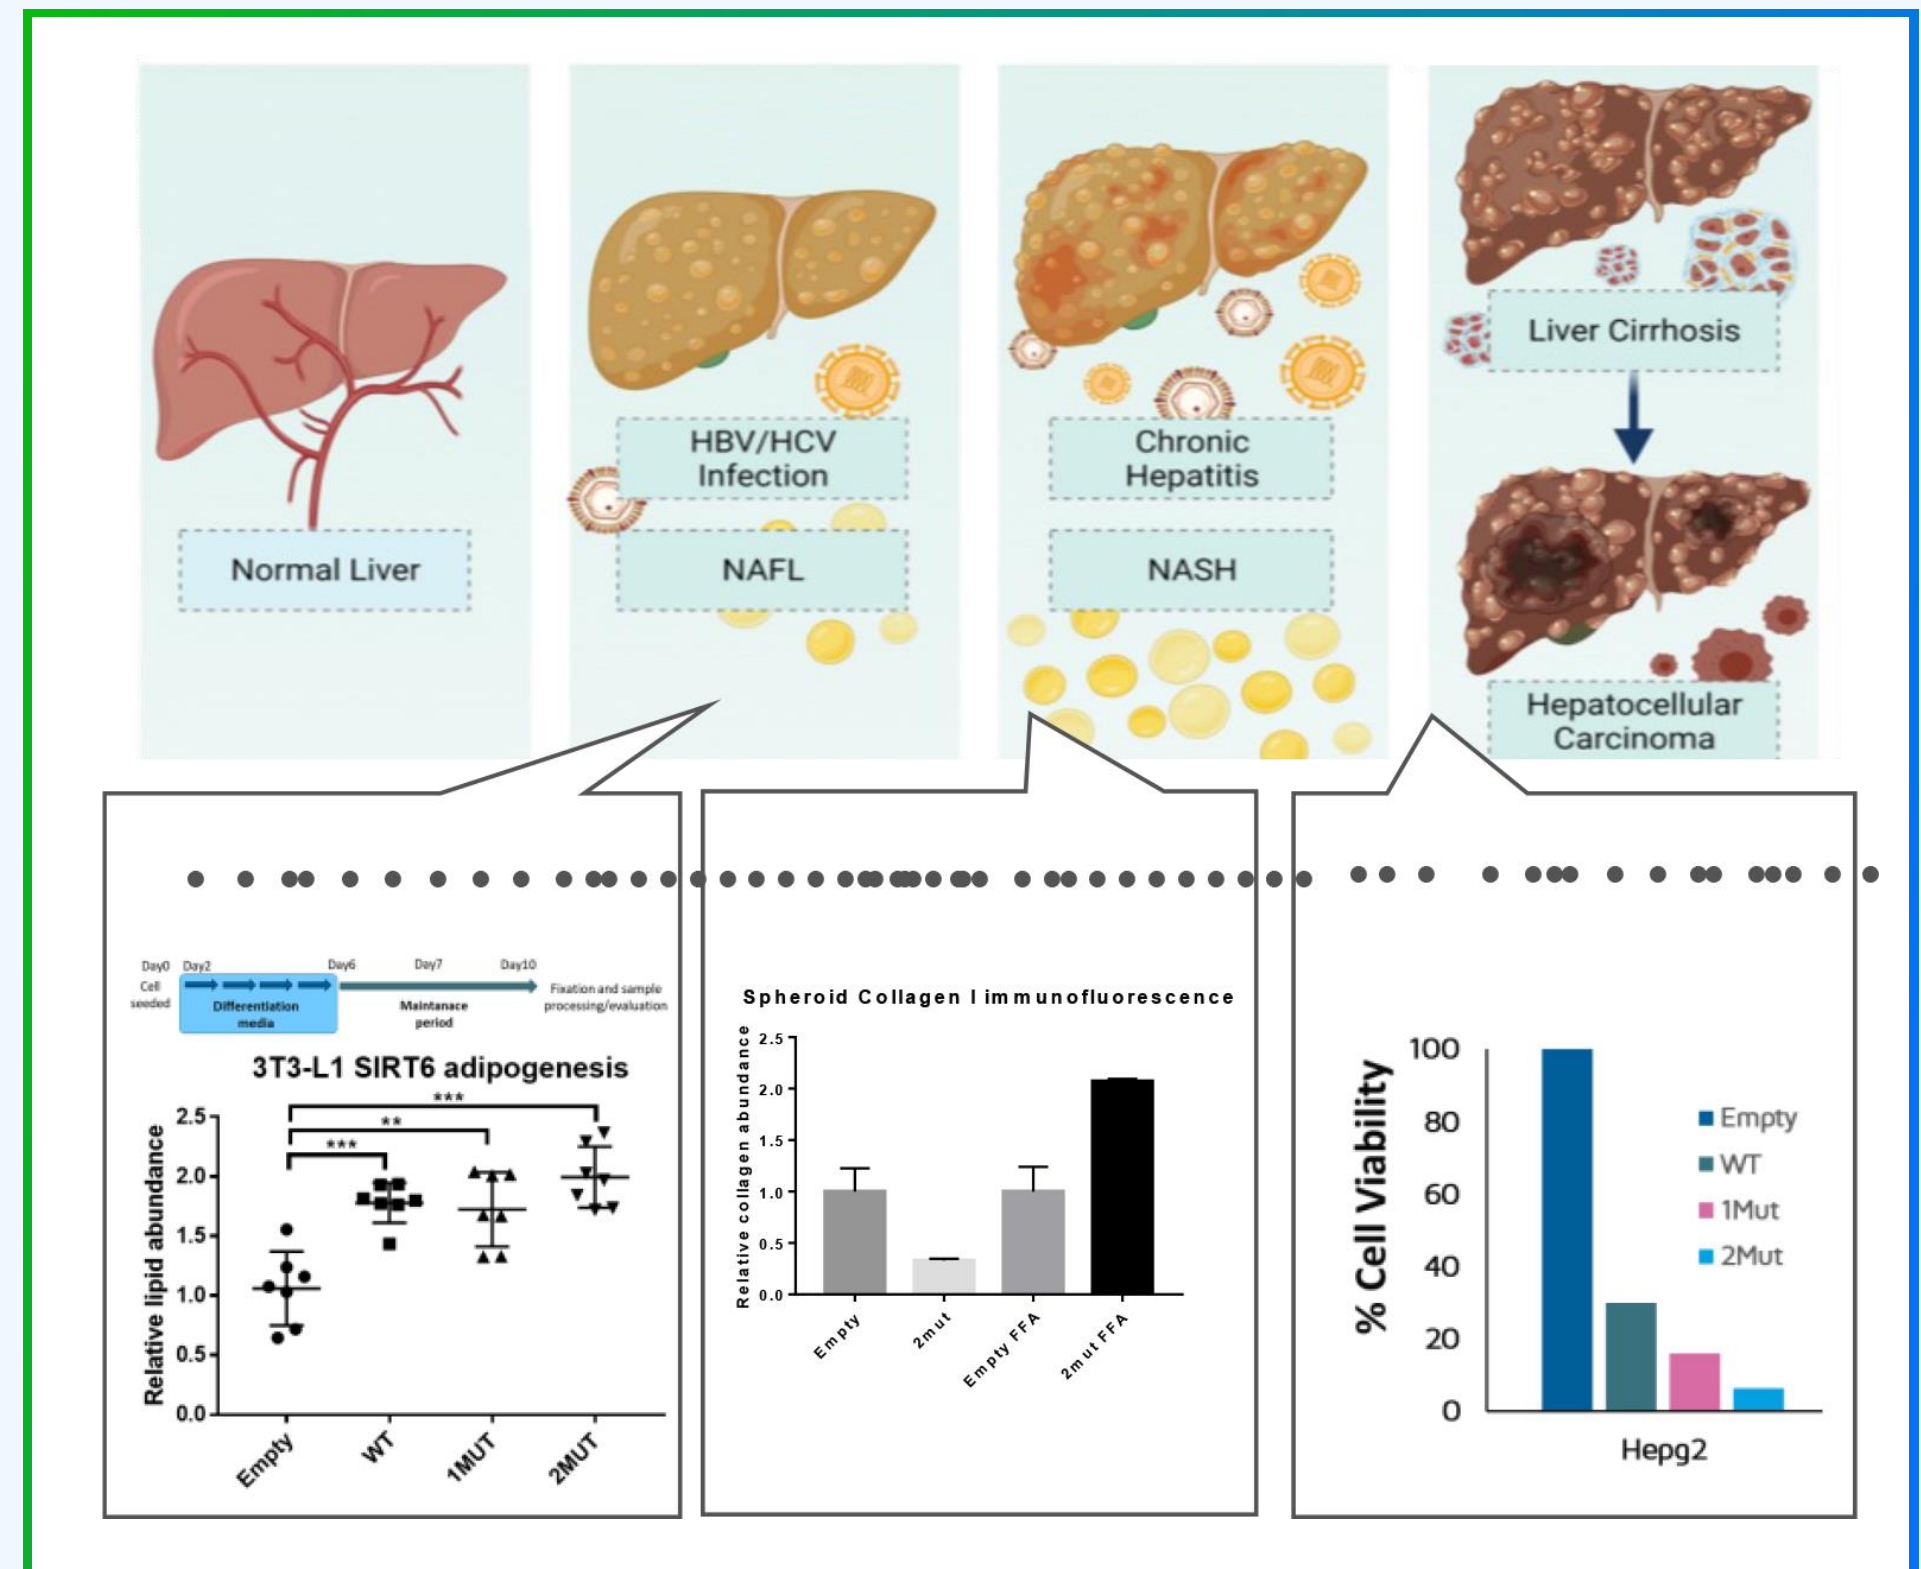 Normal Liver
HBV/HCV
Infection
NAFL
Chronic
Hepatitis
NASH
Liver Cirrhosis
Hepatocellular
Carcinoma
Day0 Day2 Day6 Day7 Day10
Cell
seeded
Differentiation
media
Maintanace
period
Fixation and sample
processing/evaluation
3T3-L1 SIRT6 adipogenesis
Relative lipid abundance
2.5
2.0
1.5
1.0
0.5
0.0
***
**
***
Empty
WT
1MUT
2MUT
Spheroid Collagen I immunofluorescence
Relative collagen abundance
2.5
2.0
1.5
1.0
0.5
0.0
Empty
2mut
Empty FFA
2mut FFA
% Cell Viability
100
80
60
40
20
0
Empty
WT
1Mut
2Mut
Hepg2